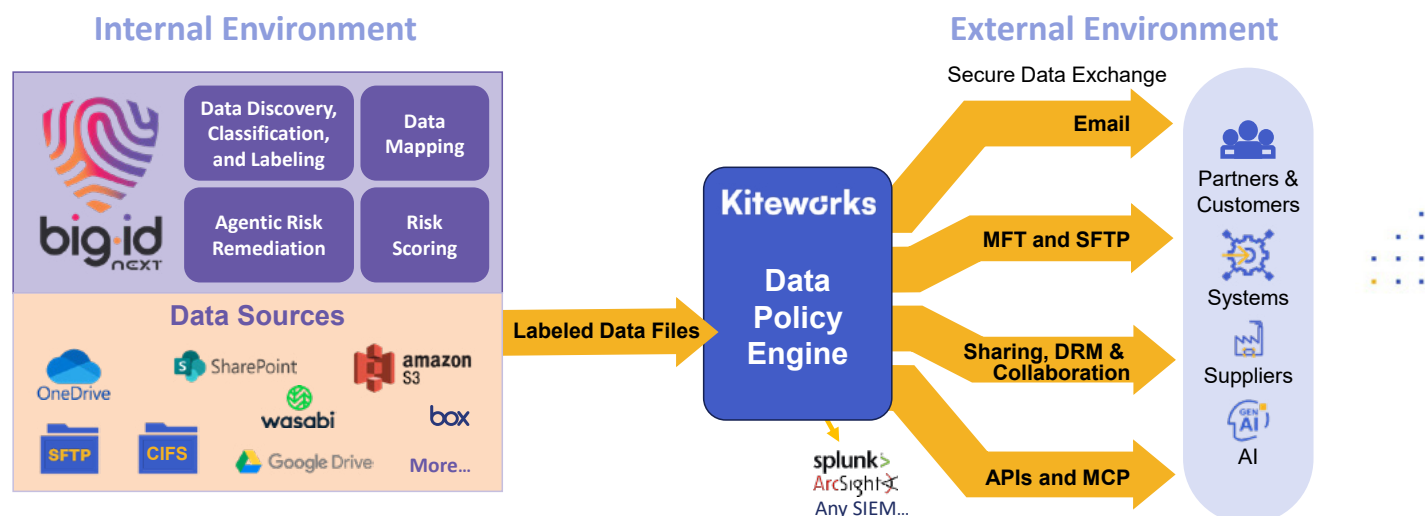 Internal Environment
External Environment
big·id
next
Data Discovery,
Classification,
and Labeling
Data
Mapping
Agentic Risk
Remediation
Risk
Scoring
Data Sources
OneDrive
S
SharePoint
amazon
S3
wasabi
box
SFTP
CIFS
Google Drive
More...
Labeled Data Files
Kiteworks
Data
Policy
Engine
splunk>
ArcSight
Any SIEM...
Secure Data Exchange
Email
MFT and SFTP
Sharing, DRM &
Collaboration
APIs and MCP
Partners &
Customers
Systems
Suppliers
GEN
AI
AI